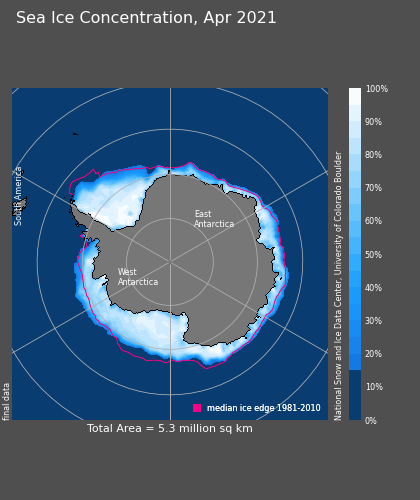 Sea Ice Concentration, Apr 2021
South America
East
Antarctica
West
Antarctica
final data
median ice edge 1981-2010
Total Area = 5.3 million sq km
National Snow and Ice Data Center, University of Colorado Boulder
100%
90%
80%
70%
60%
50%
40%
30%
20%
10%
0%